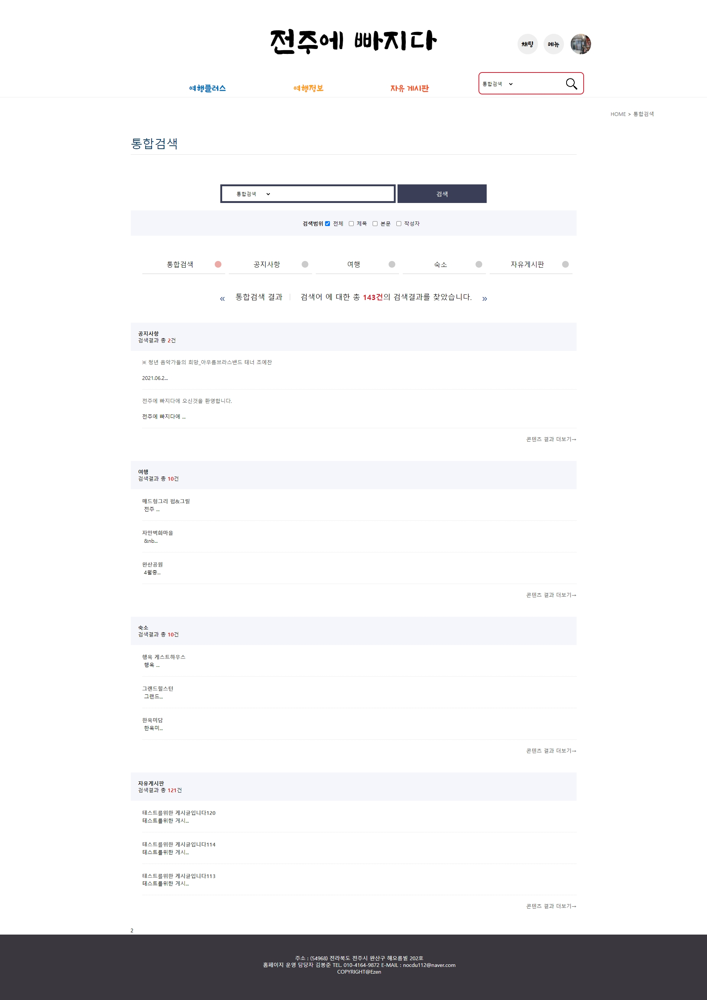 전주에 빠지다
채팅
메뉴
여행플러스
여행정보
자유 게시판
통합검색
HOME > 통합검색
통합검색
통합검색
검색
검색범위 전체 제목 본문 작성자
통합검색
공지사항
여행
숙소
자유게시판
« 통합검색 결과 검색어 에 대한 총 143건의 검색결과를 찾았습니다. »
공지사항
검색결과 총 2건
※ 청년 음악가들의 희망_아우름브라스밴드 테너 조예찬
2021.06.2...
전주에 빠지다에 오신것을 환영합니다.
전주에 빠지다에 ...
콘텐츠 결과 더보기→
여행
검색결과 총 10건
매드헝그리 펍&그릴
전주 ...
자만벽화마을
&nb...
완산공원
4월중...
콘텐츠 결과 더보기→
숙소
검색결과 총 10건
행옥 게스트하우스
행옥 ...
그랜드힐스턴
그랜드...
한옥미담
한옥미...
콘텐츠 결과 더보기→
자유게시판
검색결과 총 121건
테스트를위한 게시글입니다120
테스트를위한 게시...
테스트를위한 게시글입니다114
테스트를위한 게시...
테스트를위한 게시글입니다113
테스트를위한 게시...
콘텐츠 결과 더보기→
2
주소 : (54968) 전라북도 전주시 완산구 해오름빌 202호
홈페이지 운영 담당자 김봉준 TEL. 010-4164-9872 E-MAIL : nocdu112@naver.com
COPYRIGHT@Ezen